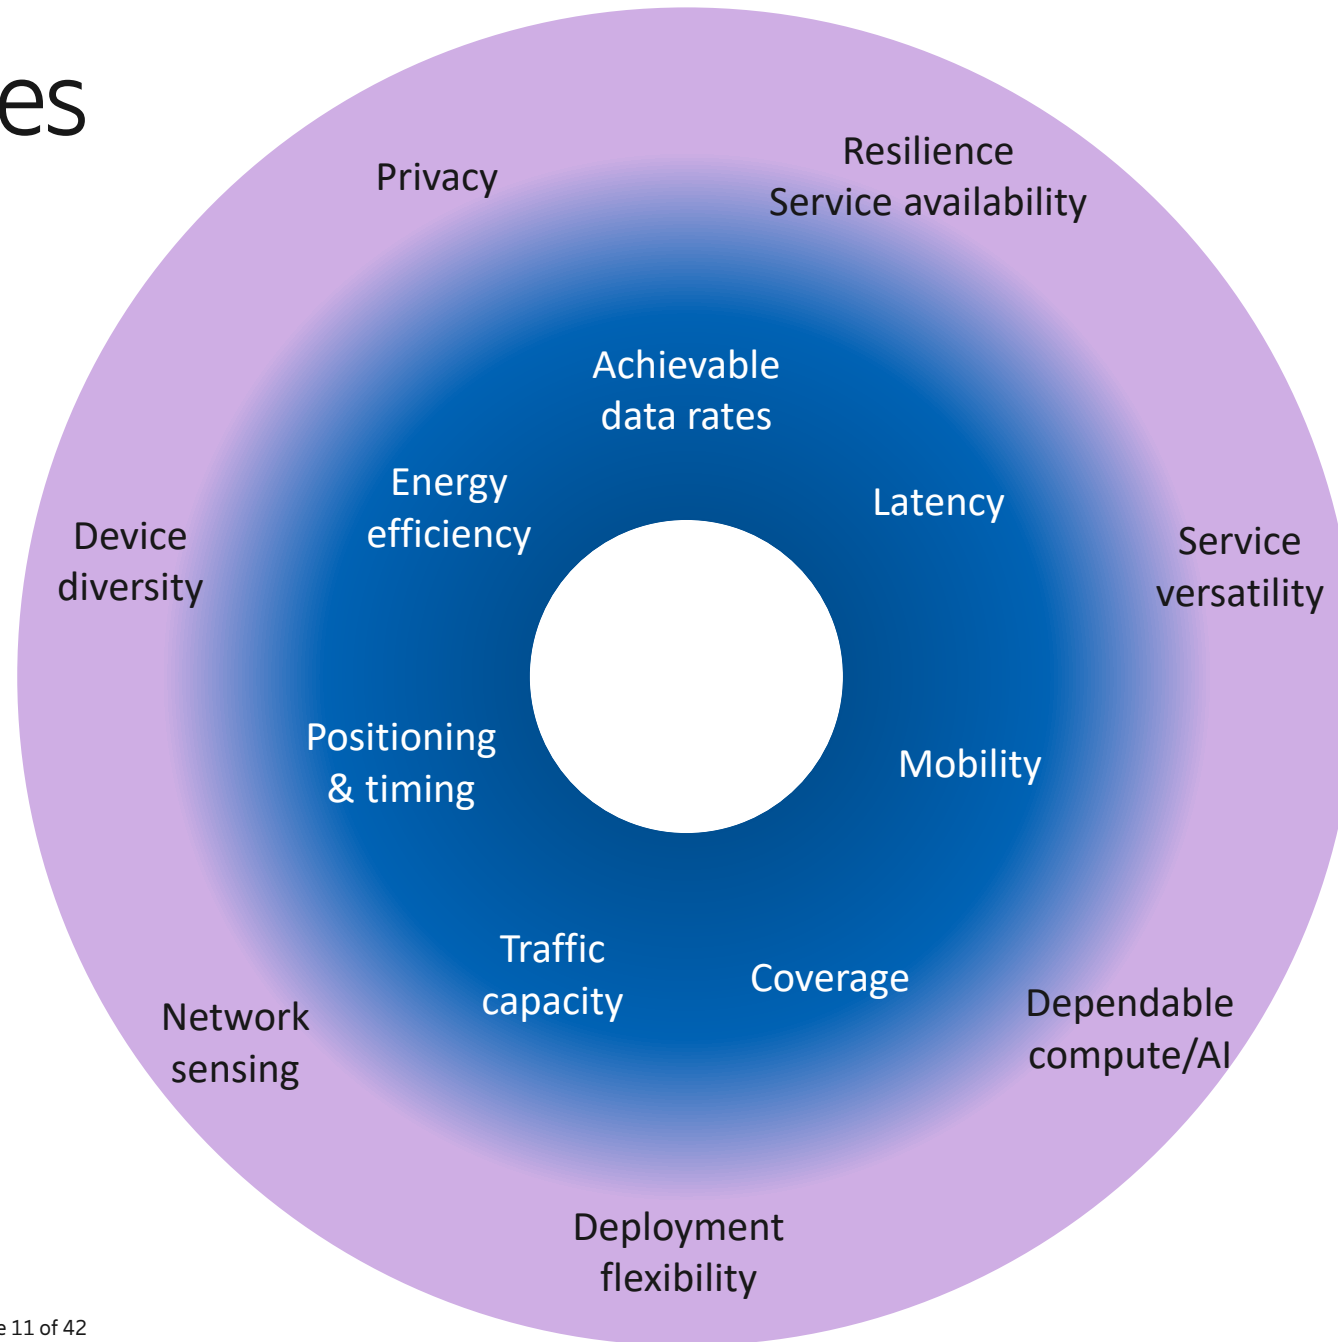 es
Privacy
Resilience
Service availability
Achievable
data rates
Energy
efficiency
Latency
Device
diversity
Service
versatility
Positioning
& timing
Mobility
Traffic
capacity
Coverage
Network
sensing
Dependable
compute/AI
Deployment
flexibility
e 11 of 42